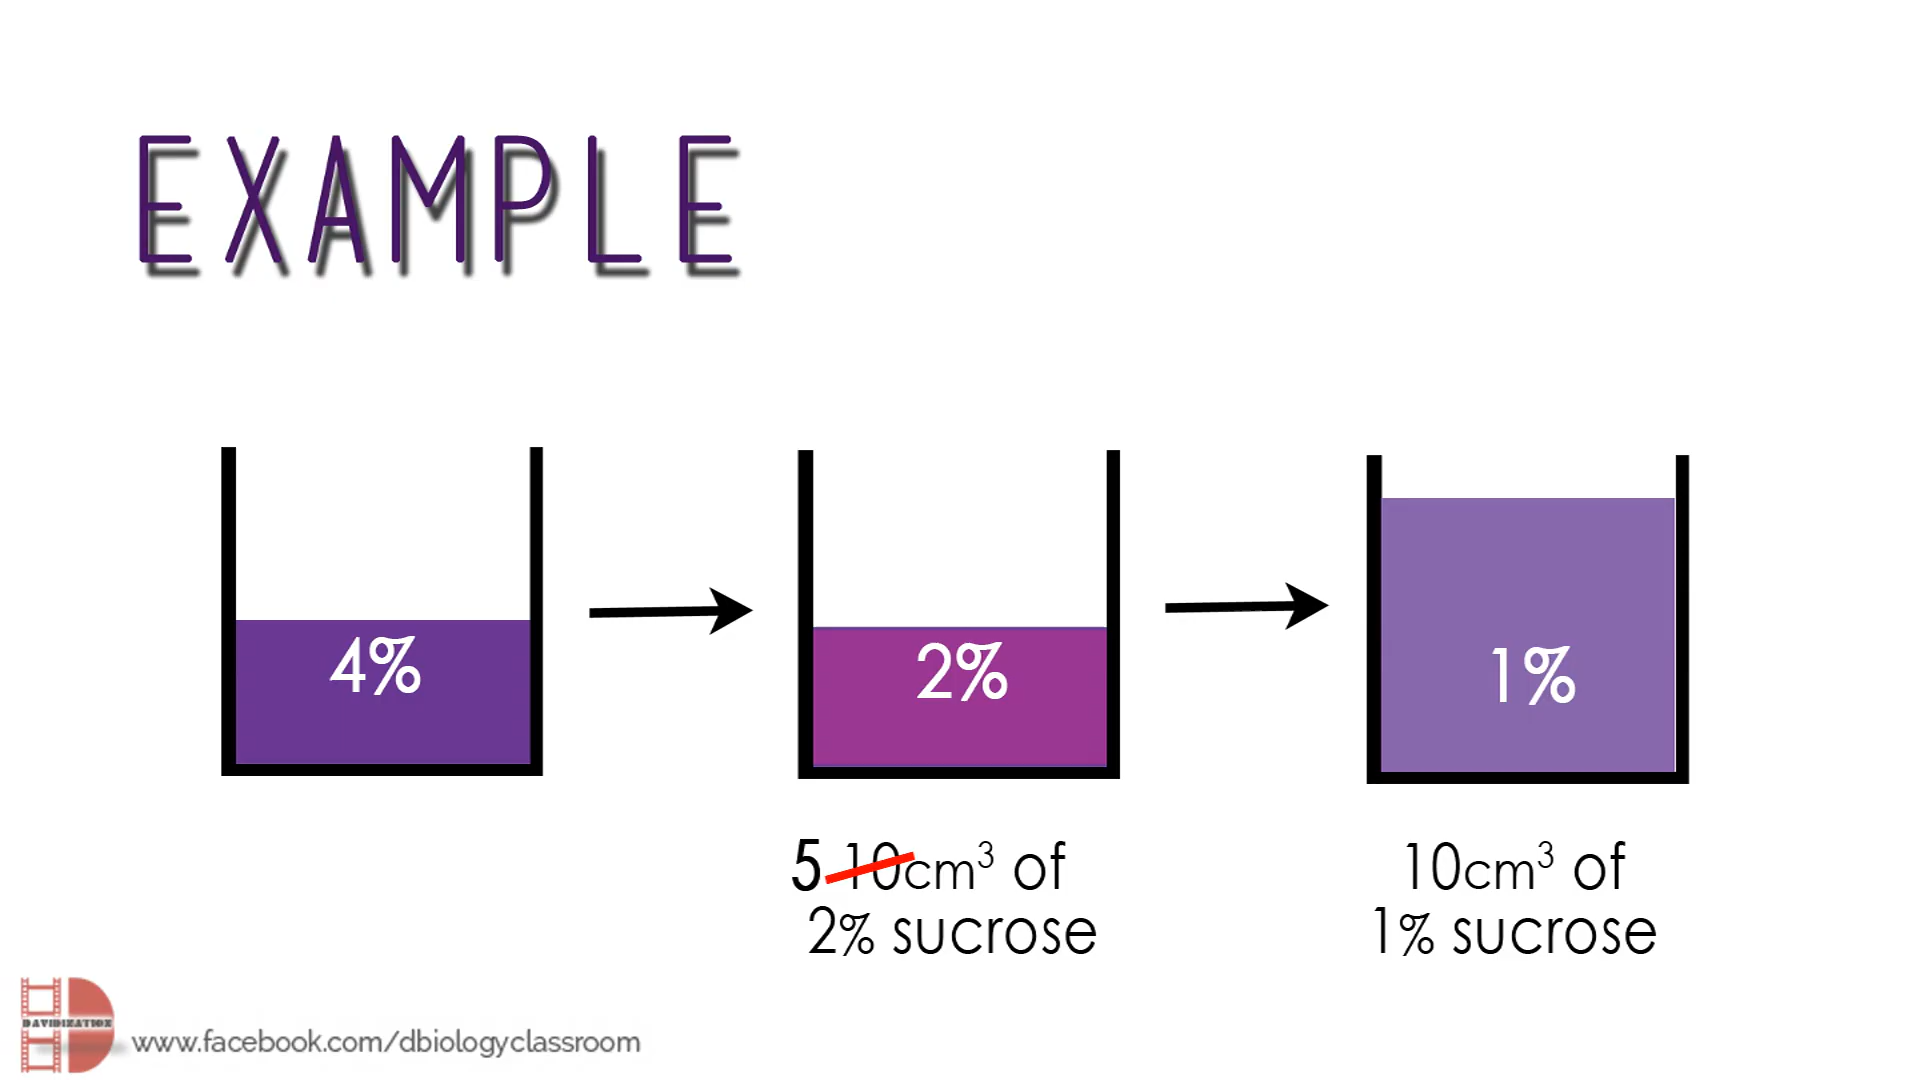 EXAMPLE
4%
2%
1%
5 10cm³ of
2% sucrose
10cm³ of
1% sucrose
DAVIDIZATION
www.facebook.com/dbiologyclassroom